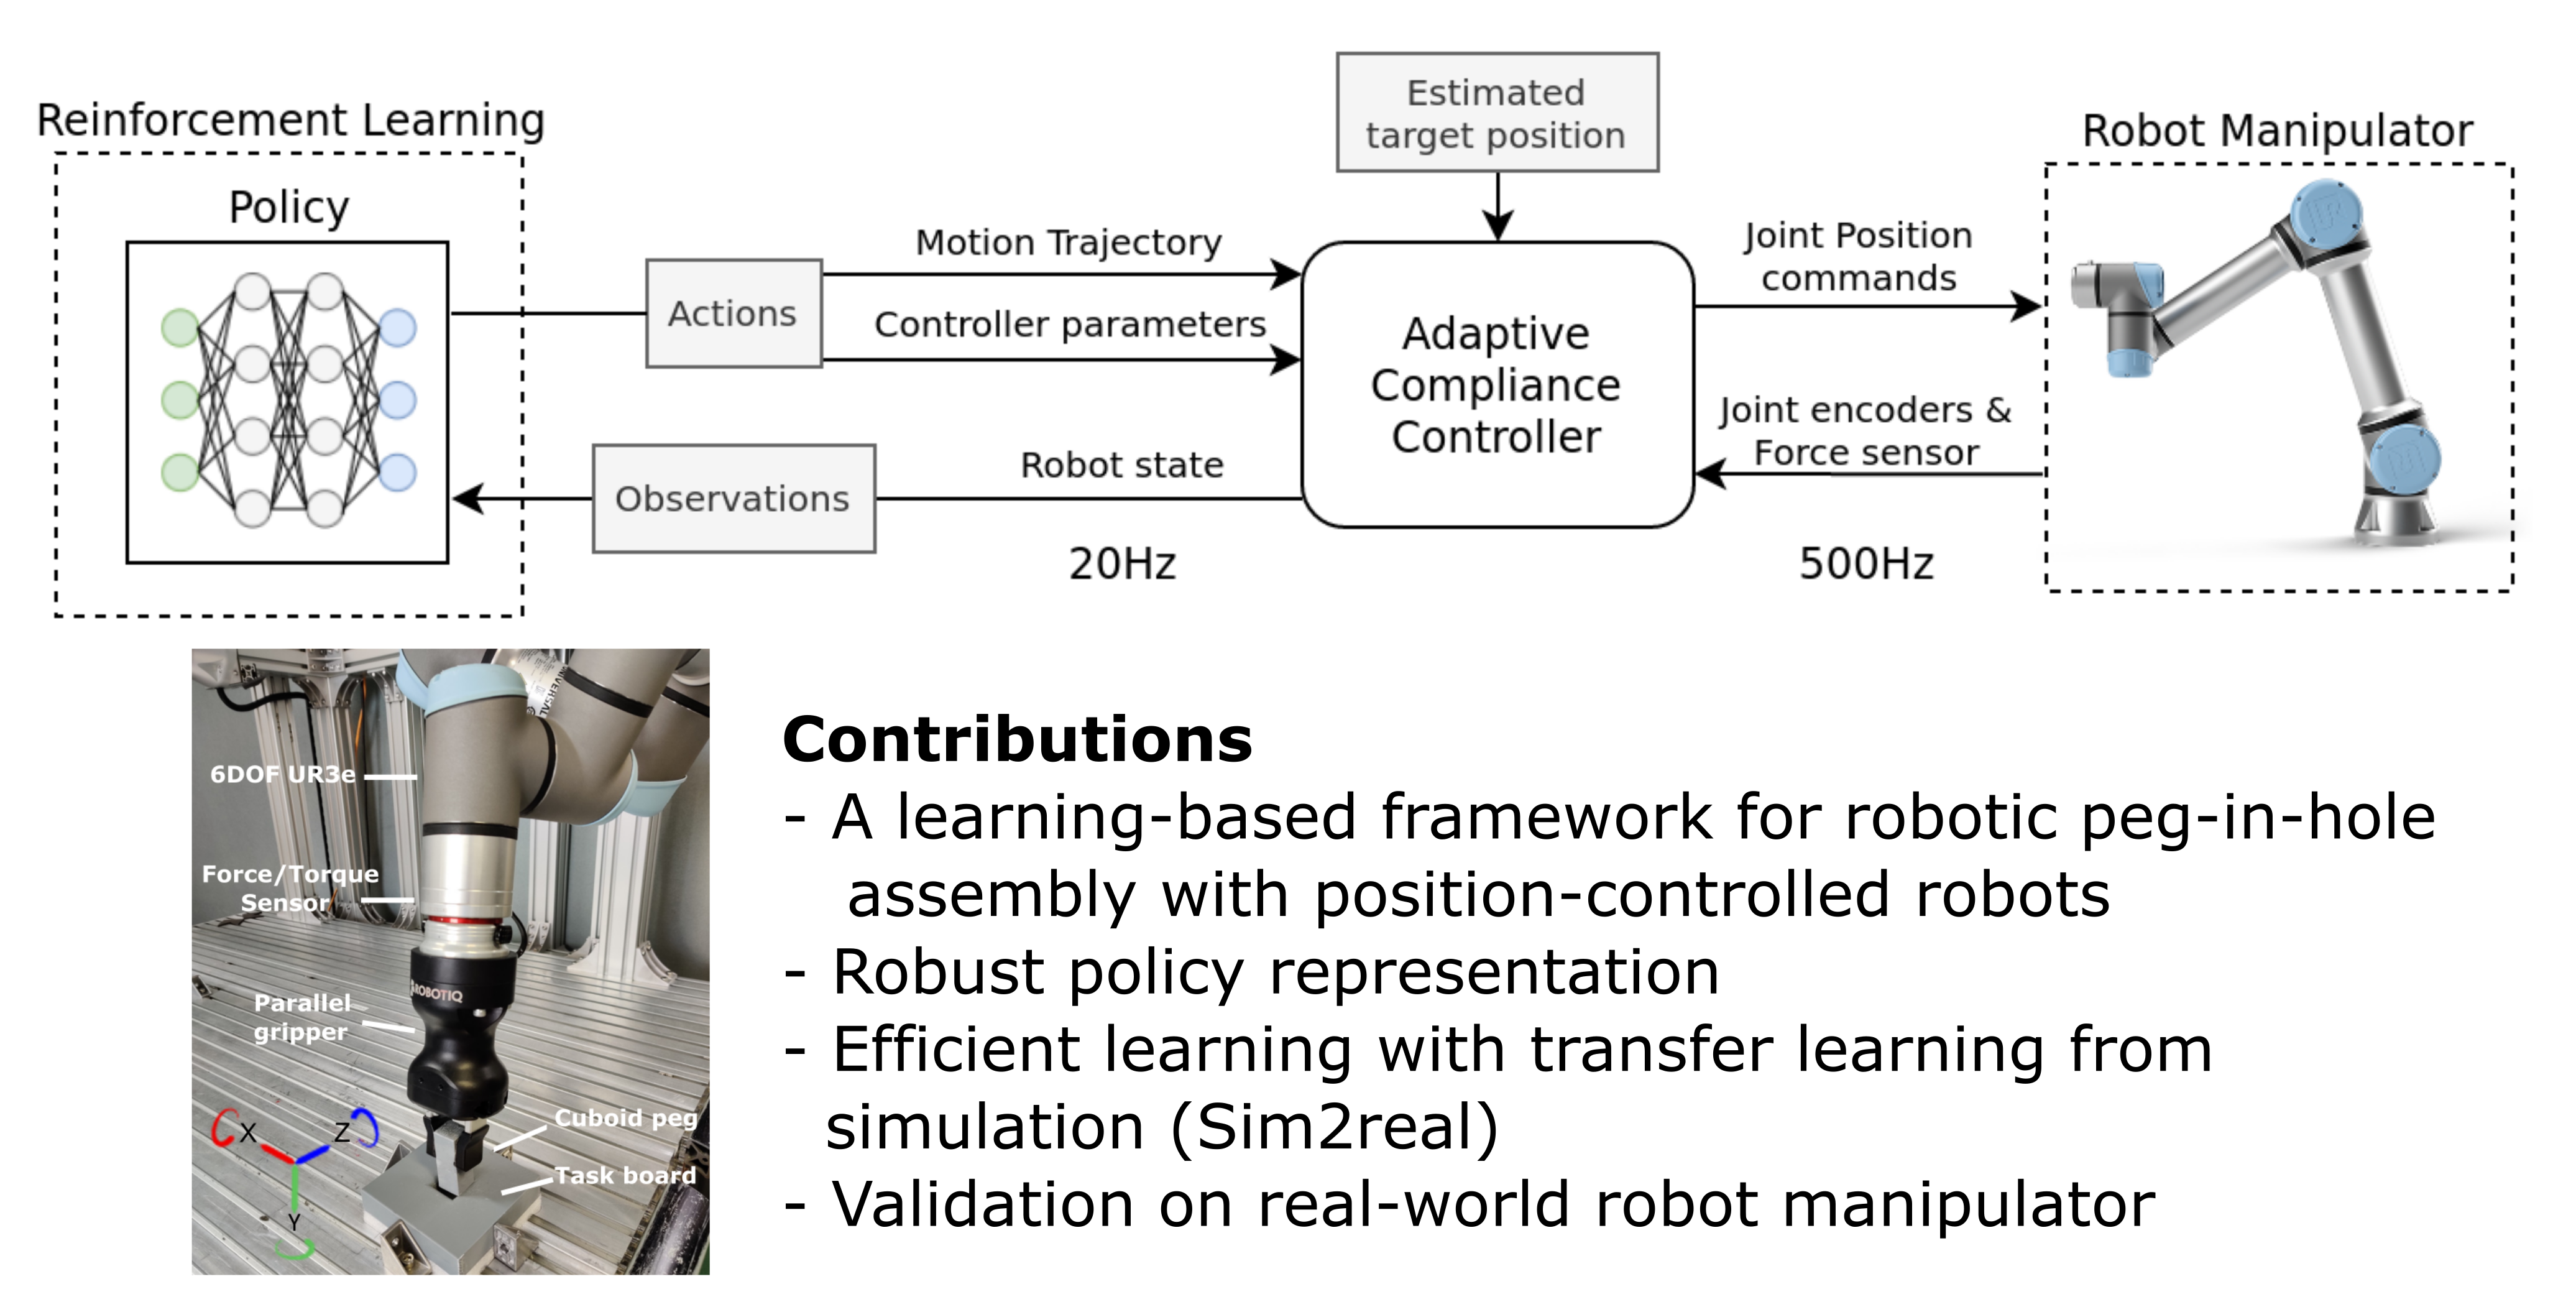 Reinforcement Learning
Policy
Actions
Observations
Motion Trajectory
Controller parameters
Robot state
20Hz
Estimated
target position
Adaptive
Compliance
Controller
Joint Position
commands
Joint encoders &
Force sensor
500Hz
Robot Manipulator
6DOF UR3e
Force/Torque
Sensor
ROBOTIQ
Parallel
gripper
Cuboid peg
Task board
X
Z
Y
Contributions
- A learning-based framework for robotic peg-in-hole
assembly with position-controlled robots
- Robust policy representation
- Efficient learning with transfer learning from
simulation (Sim2real)
- Validation on real-world robot manipulator